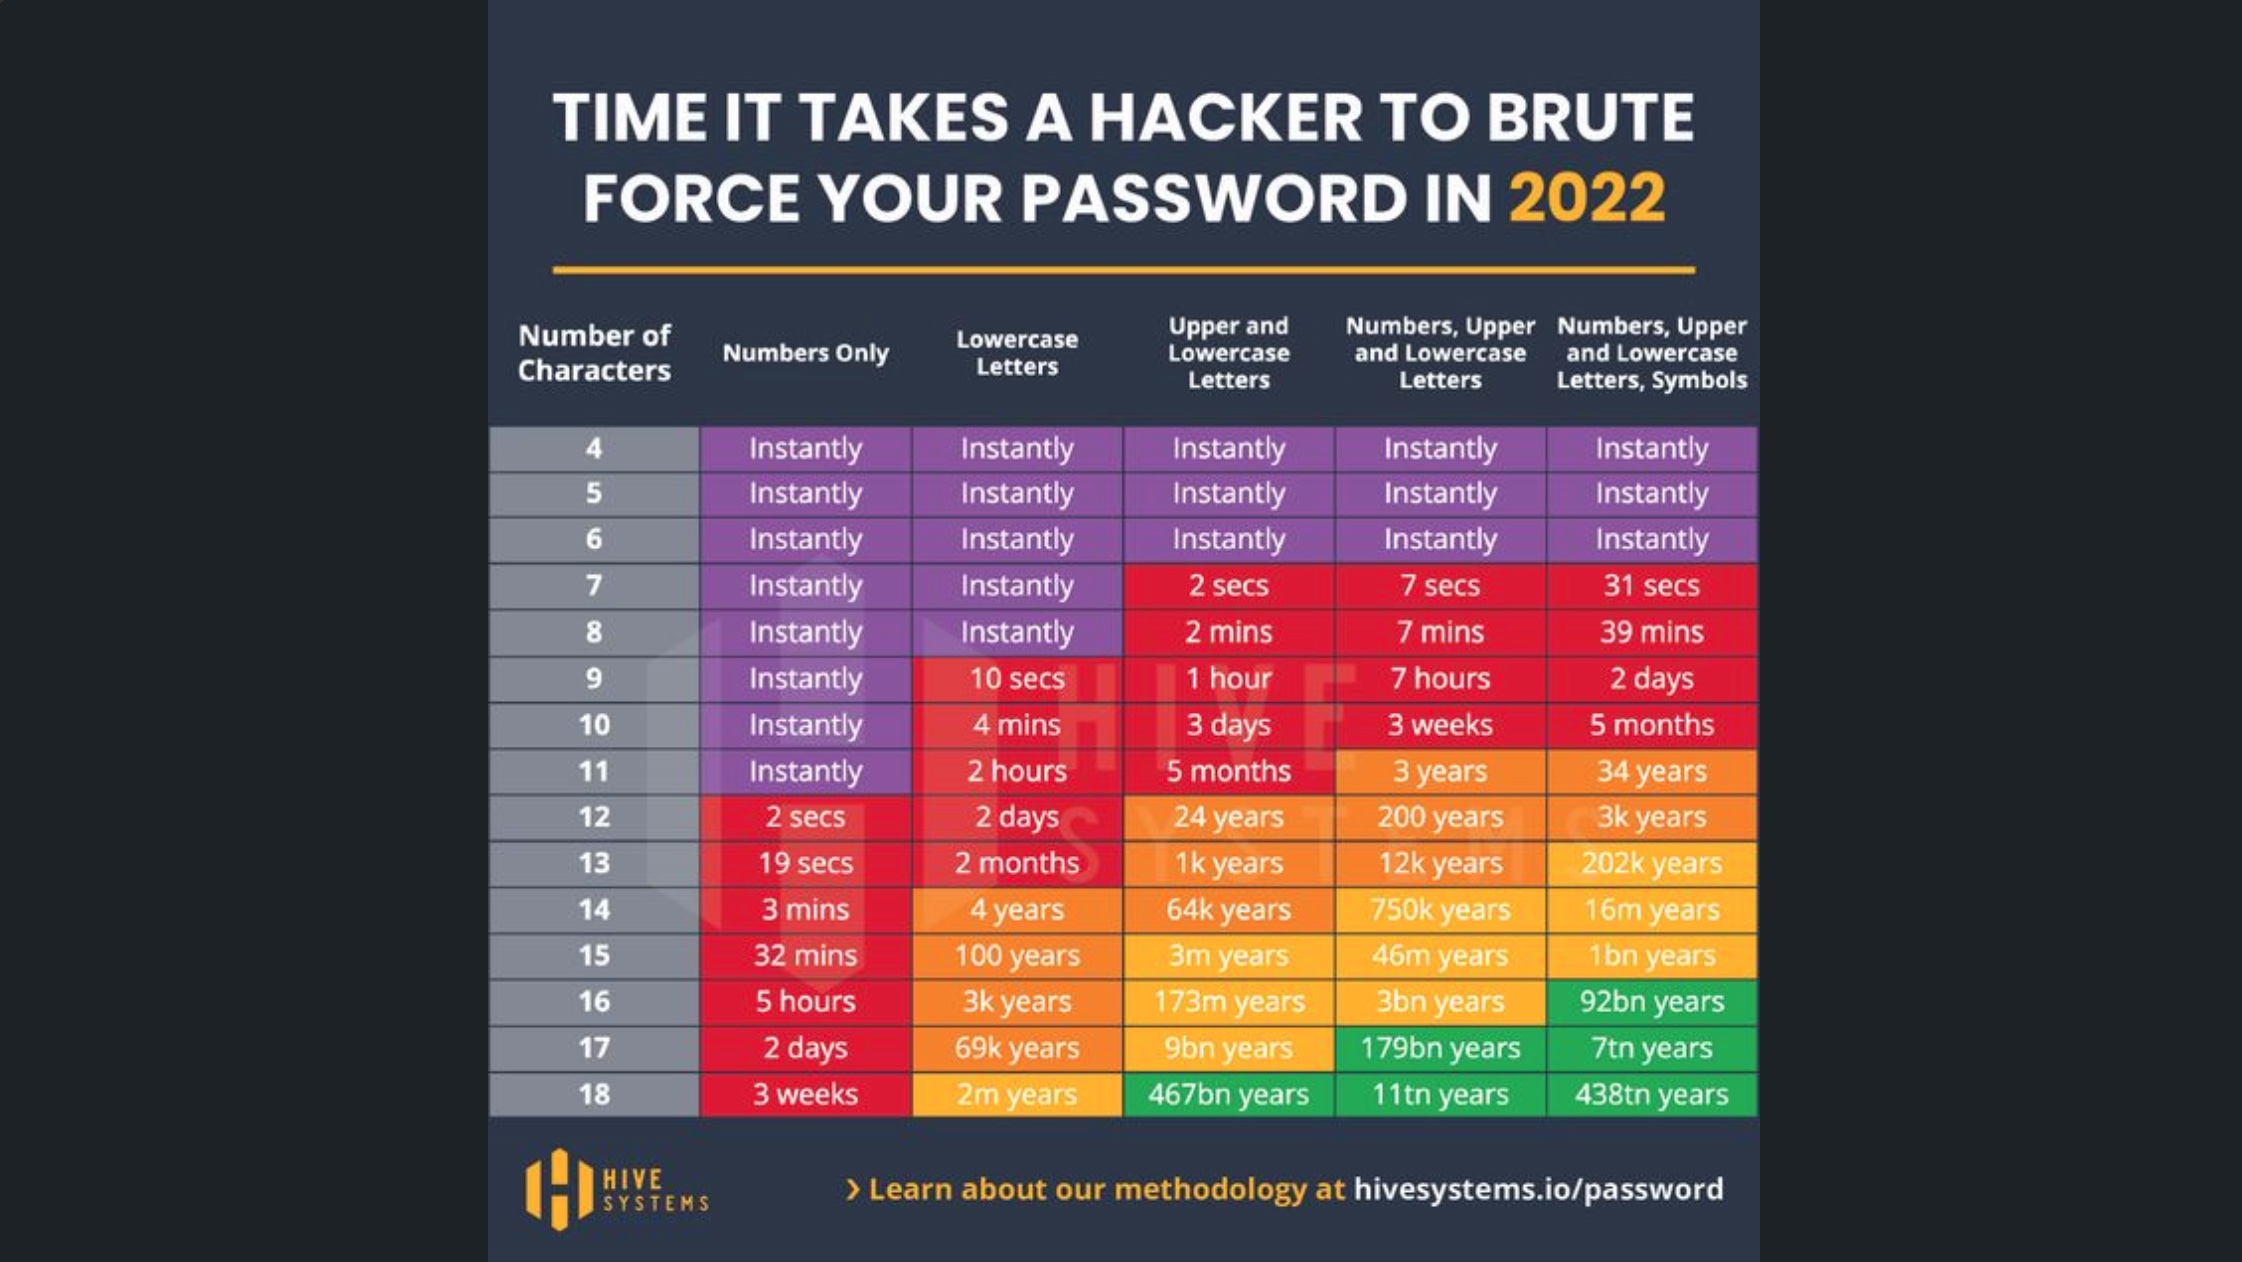 TIME IT TAKES A HACKER TO BRUTE
FORCE YOUR PASSWORD IN 2022
Number of Characters Numbers Only Lowercase Letters Upper and Lowercase Letters Numbers, Upper and Lowercase Letters Numbers, Upper and Lowercase Letters, Symbols
4 Instantly Instantly Instantly Instantly Instantly
5 Instantly Instantly Instantly Instantly Instantly
6 Instantly Instantly Instantly Instantly Instantly
7 Instantly Instantly 2 secs 7 secs 31 secs
8 Instantly Instantly 2 mins 7 mins 39 mins
9 Instantly 10 secs 1 hour 7 hours 2 days
10 Instantly 4 mins 3 days 3 weeks 5 months
11 Instantly 2 hours 5 months 3 years 34 years
12 2 secs 2 days 24 years 200 years 3k years
13 19 secs 2 months 1k years 12k years 202k years
14 3 mins 4 years 64k years 750k years 16m years
15 32 mins 100 years 3m years 46m years 1bn years
16 5 hours 3k years 173m years 3bn years 92bn years
17 2 days 69k years 9bn years 179bn years 7tn years
18 3 weeks 2m years 467bn years 11tn years 438tn years
HIVE
SYSTEMS
HIVE
SYSTEMS
› Learn about our methodology at hivesystems.io/password